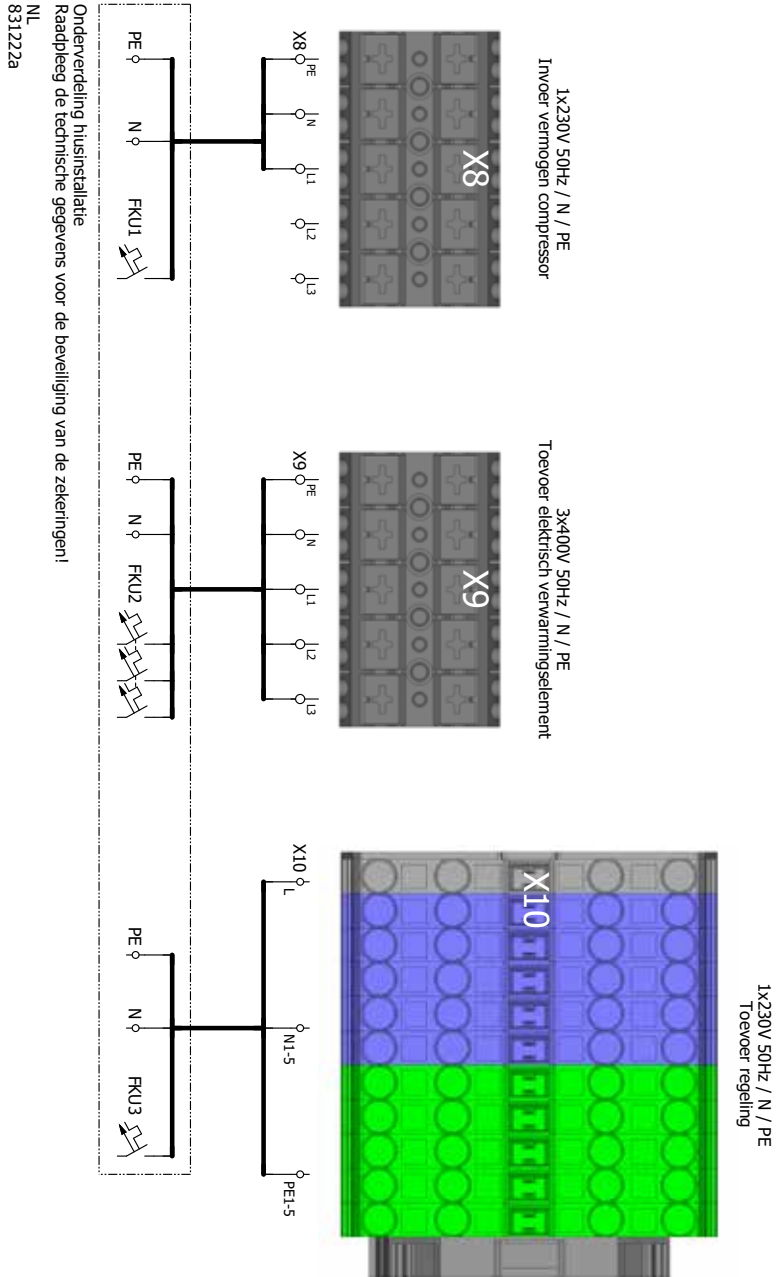 1x230V 50Hz / N / PE
Invoer vermogen compressor
X8
X8
PE
N
L1
L2
L3
PE
N
FKU1
3x400V 50Hz / N / PE
Toevoer elektrisch verwarmingselement
X9
X9
PE
N
L1
L2
L3
PE
N
FKU2
1x230V 50Hz / N / PE
Toevoer regeling
X10
X10
L
N1-5
PE1-5
PE
N
FKU3
Onderverdeling hiusinstallatie
Raadpleeg de technische gegevens voor de beveiliging van de zekeringen!
NL
831222a